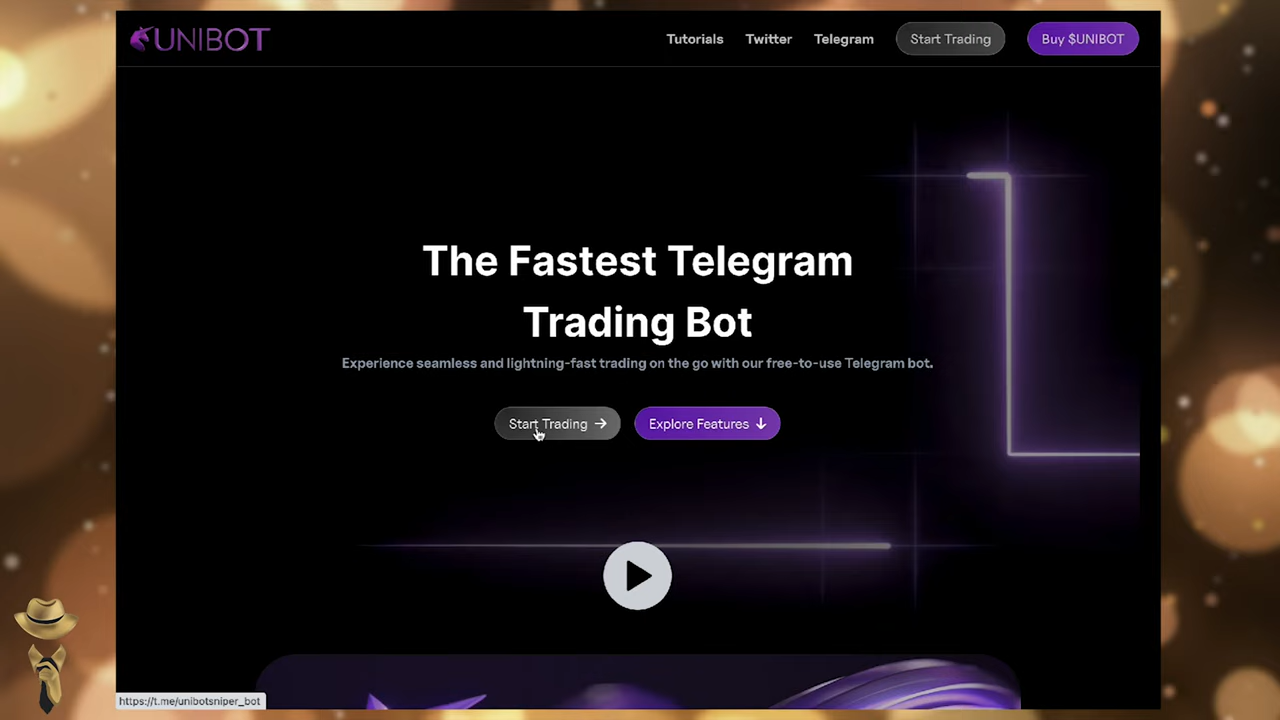 UNIBOT
Tutorials
Twitter
Telegram
Start Trading
Buy $UNIBOT
The Fastest Telegram
Trading Bot
Experience seamless and lightning-fast trading on the go with our free-to-use Telegram bot.
Start Trading →
Explore Features ↓
https://t.me/unibotsniper_bot